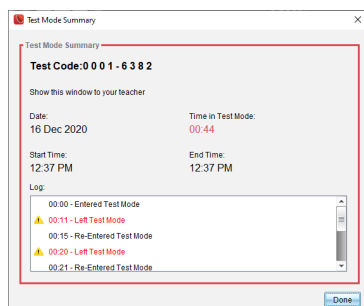 Test Mode Summary
Test Mode Summary
Test Code:0 0 0 1 - 6 3 8 2
Show this window to your teacher
Date: Time in Test Mode:
16 Dec 2020 00:44
Start Time: End Time:
12:37 PM 12:37 PM
Log:
00:00 - Entered Test Mode
00:11 - Left Test Mode
00:15 - Re-Entered Test Mode
00:20 - Left Test Mode
00:21 - Re-Entered Test Mode
Done